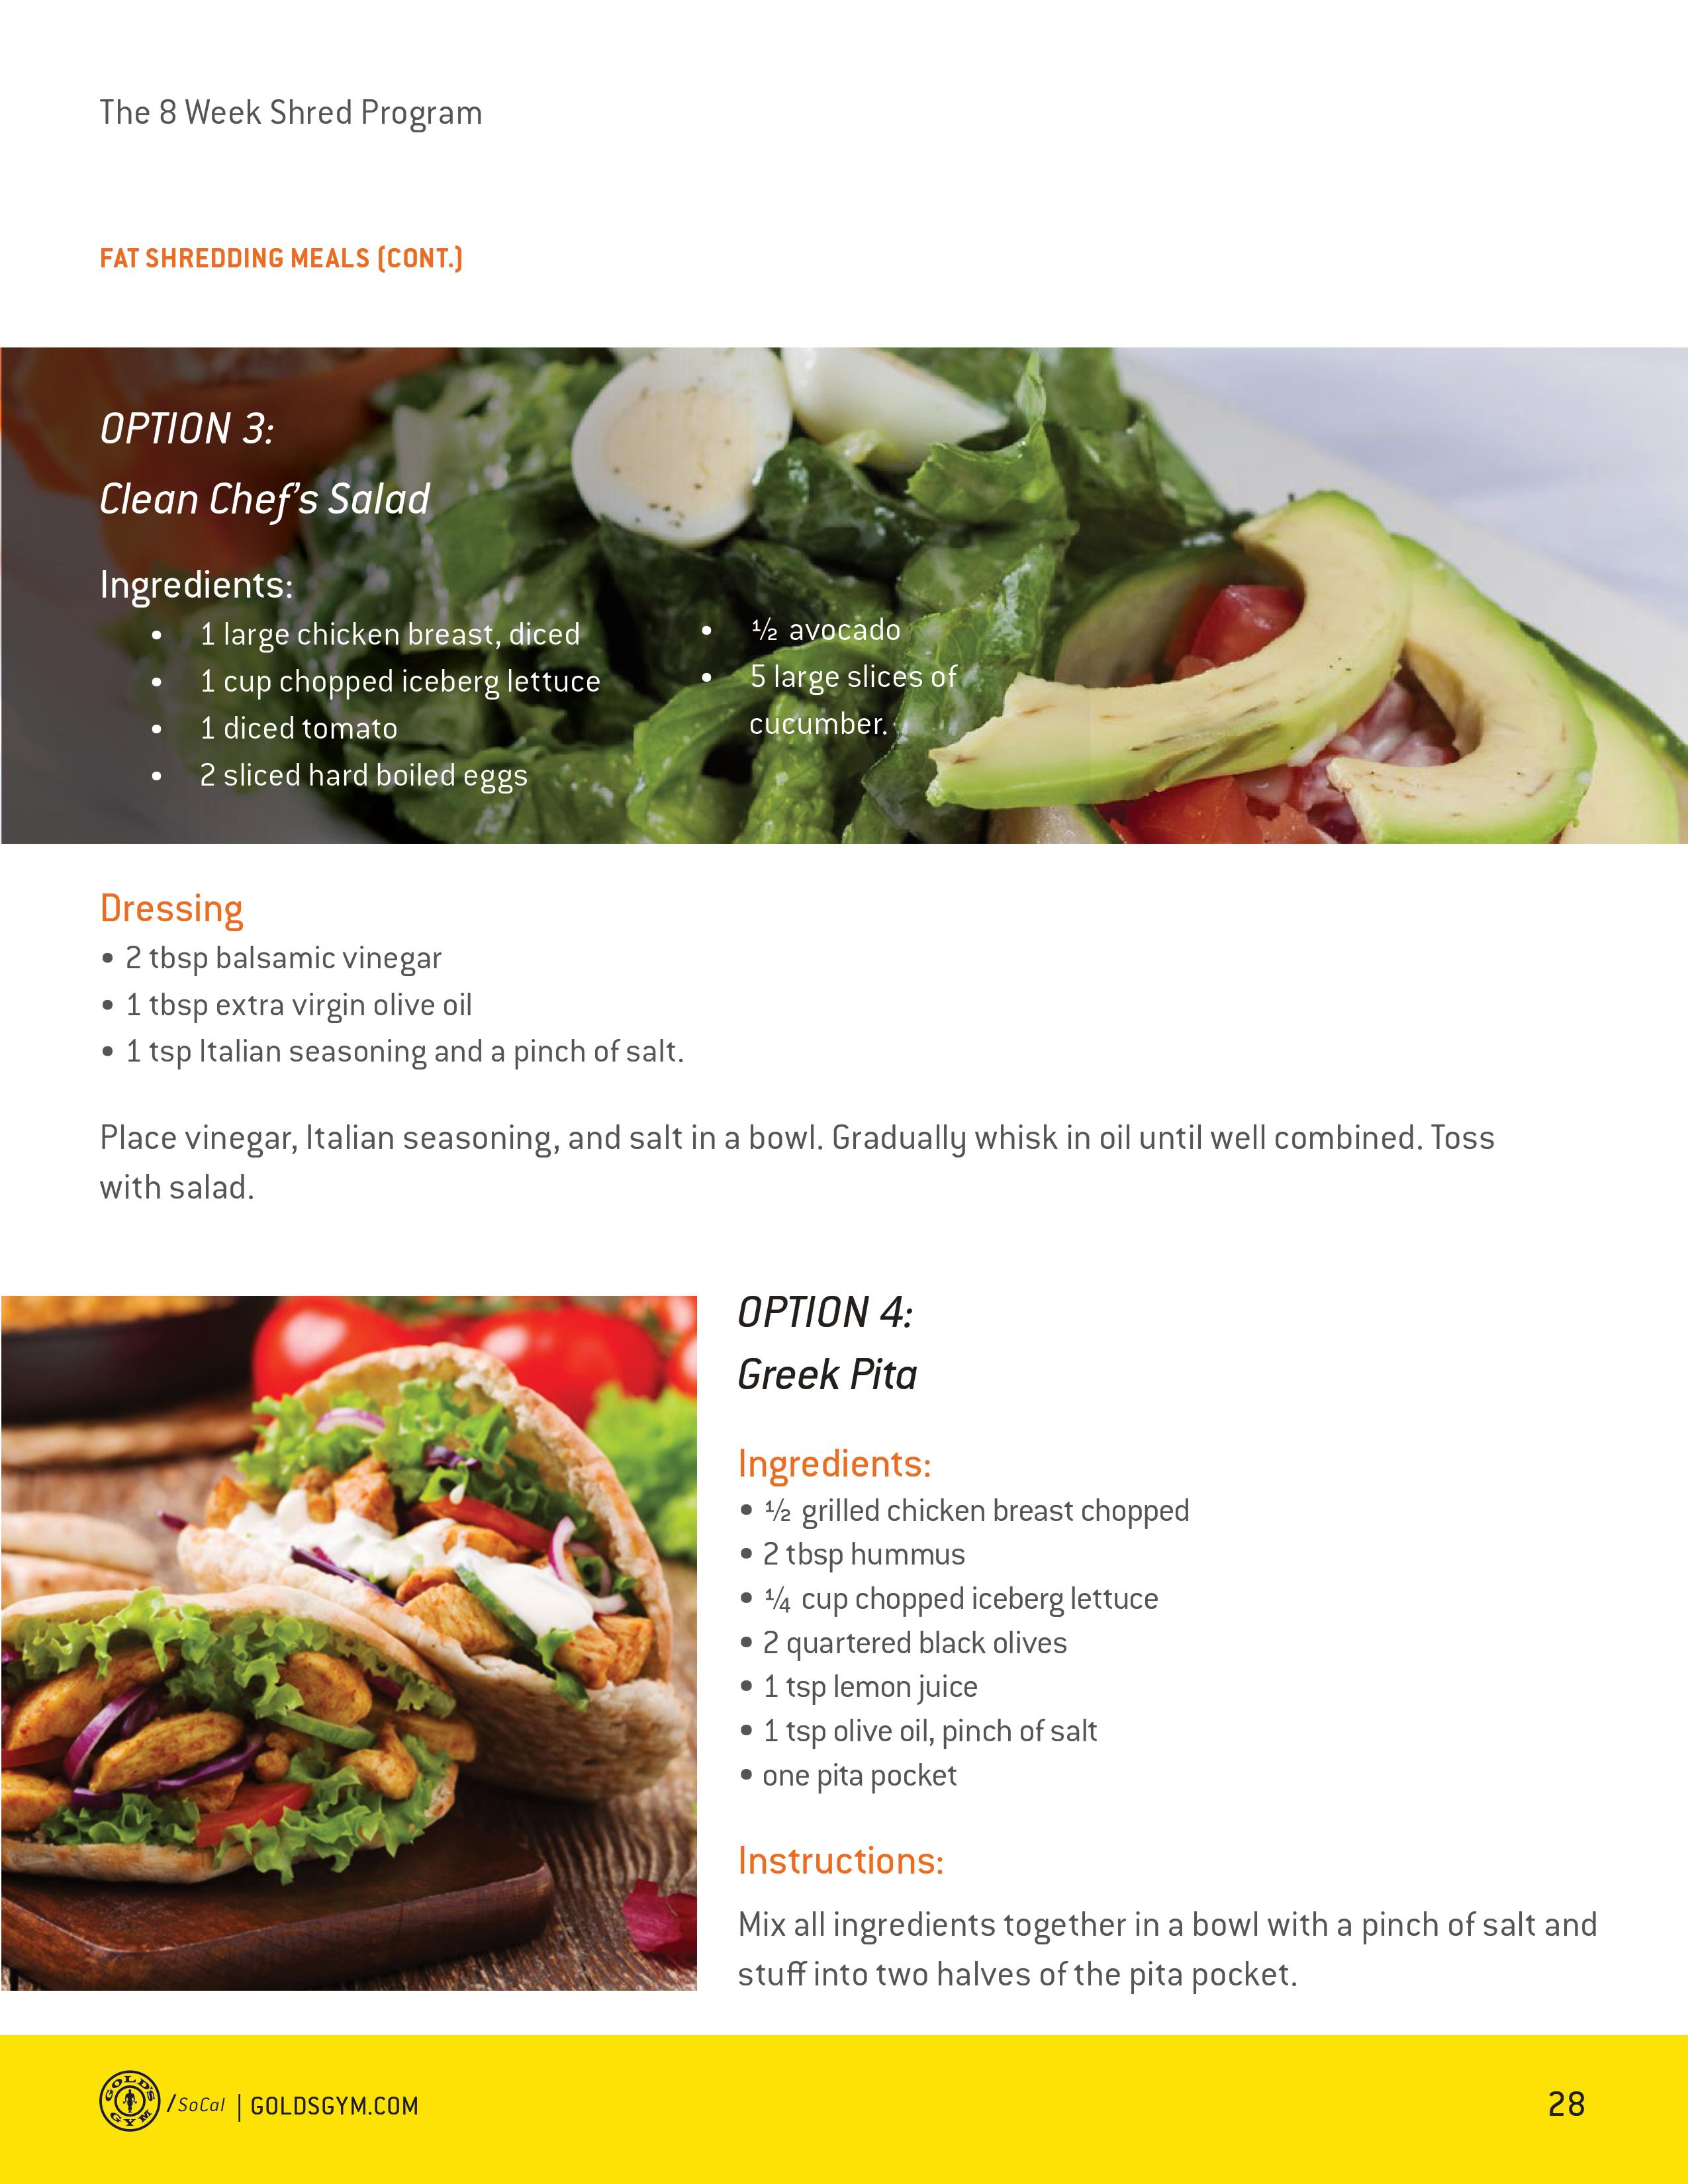 The 8 Week Shred Program
FAT SHREDDING MEALS (CONT.)
OPTION 3:
Clean Chef’s Salad
Ingredients:
• 1 large chicken breast, diced
• 1 cup chopped iceberg lettuce
• 1 diced tomato
• 2 sliced hard boiled eggs
• ½ avocado
• 5 large slices of
cucumber.
Dressing
• 2 tbsp balsamic vinegar
• 1 tbsp extra virgin olive oil
• 1 tsp Italian seasoning and a pinch of salt.
Place vinegar, Italian seasoning, and salt in a bowl. Gradually whisk in oil until well combined. Toss
with salad.
OPTION 4:
Greek Pita
Ingredients:
• ½ grilled chicken breast chopped
• 2 tbsp hummus
• ¼ cup chopped iceberg lettuce
• 2 quartered black olives
• 1 tsp lemon juice
• 1 tsp olive oil, pinch of salt
• one pita pocket
Instructions:
Mix all ingredients together in a bowl with a pinch of salt and
stuff into two halves of the pita pocket.
GOLD'S GYM /SoCal | GOLDSGYM.COM
28